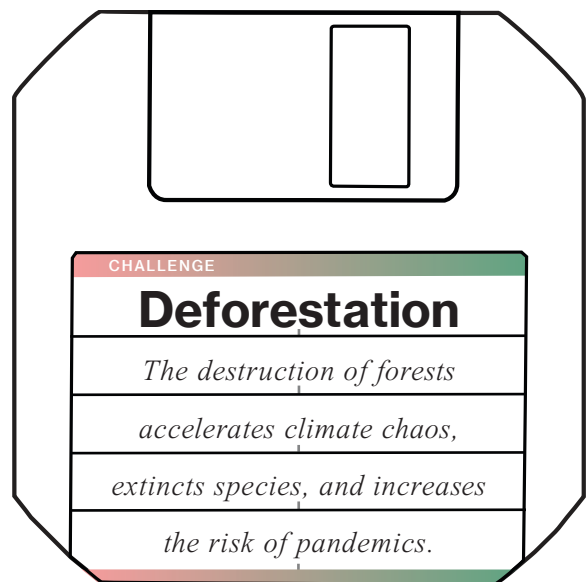 CHALLENGE
Deforestation
The destruction of forests
accelerates climate chaos,
extincts species, and increases
the risk of pandemics.